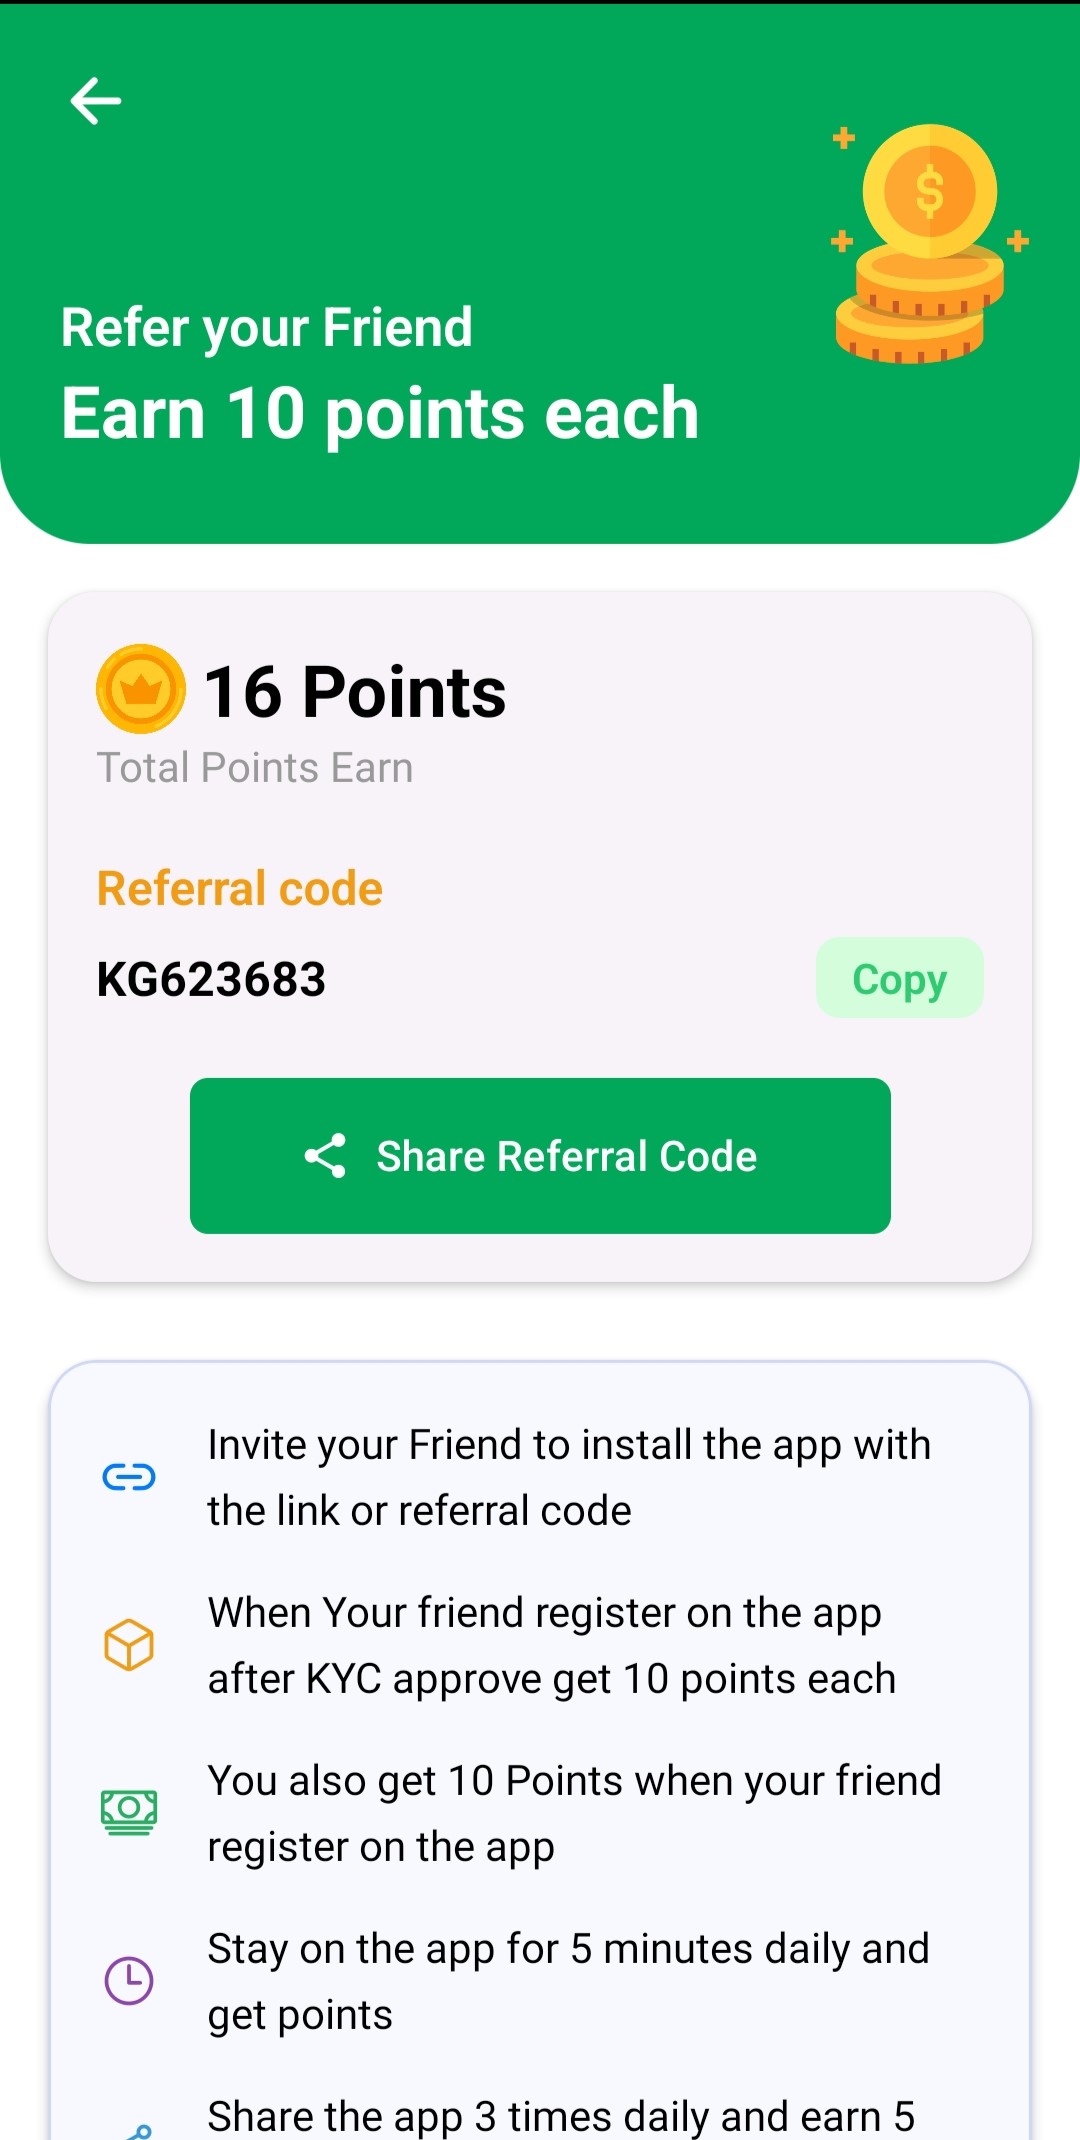 Refer your Friend
Earn 10 points each
16 Points
Total Points Earn
Referral code
KG623683
Copy
Share Referral Code
Invite your Friend to install the app with
the link or referral code
When Your friend register on the app
after KYC approve get 10 points each
You also get 10 Points when your friend
register on the app
Stay on the app for 5 minutes daily and
get points
Share the app 3 times daily and earn 5